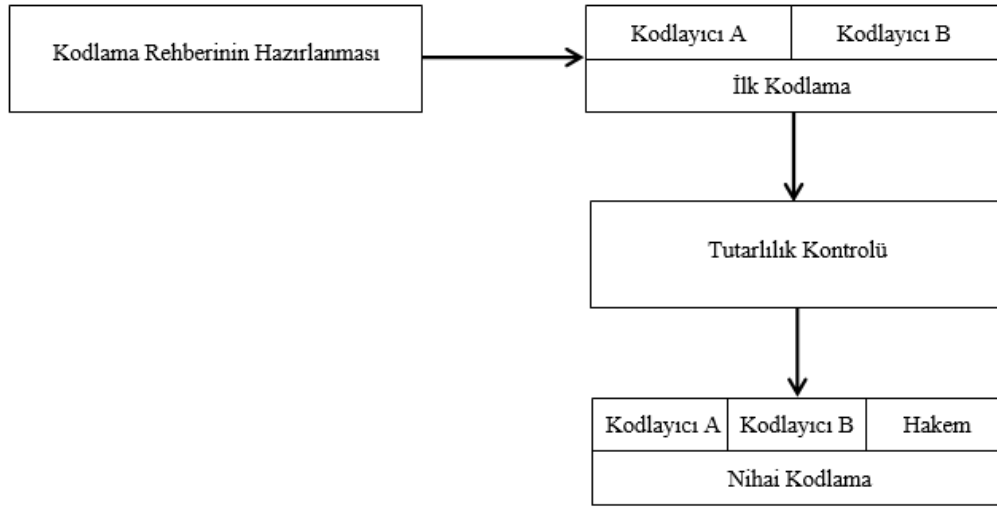 Kodlama Rehberinin Hazırlanması
Kodlayıcı A
Kodlayıcı B
İlk Kodlama
Tutarlılık Kontrolü
Kodlayıcı A
Kodlayıcı B
Hakem
Nihai Kodlama